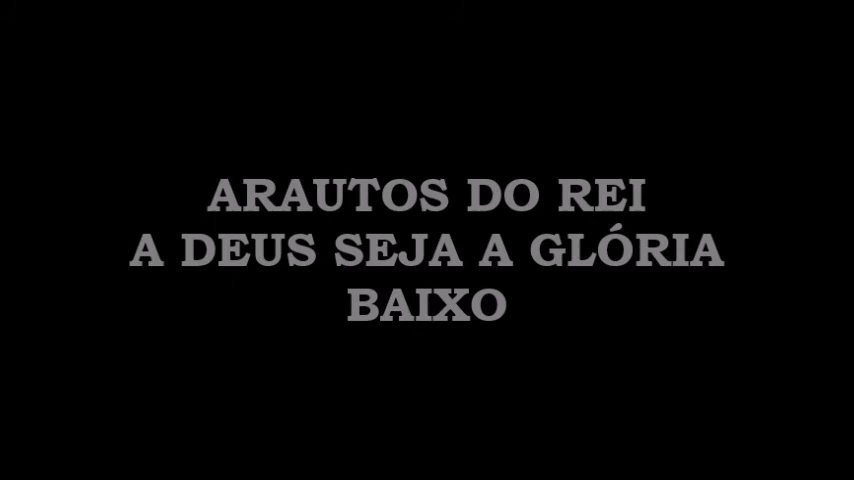 ARAUTOS DO REI
A DEUS SEJA A GLÓRIA
BAIXO